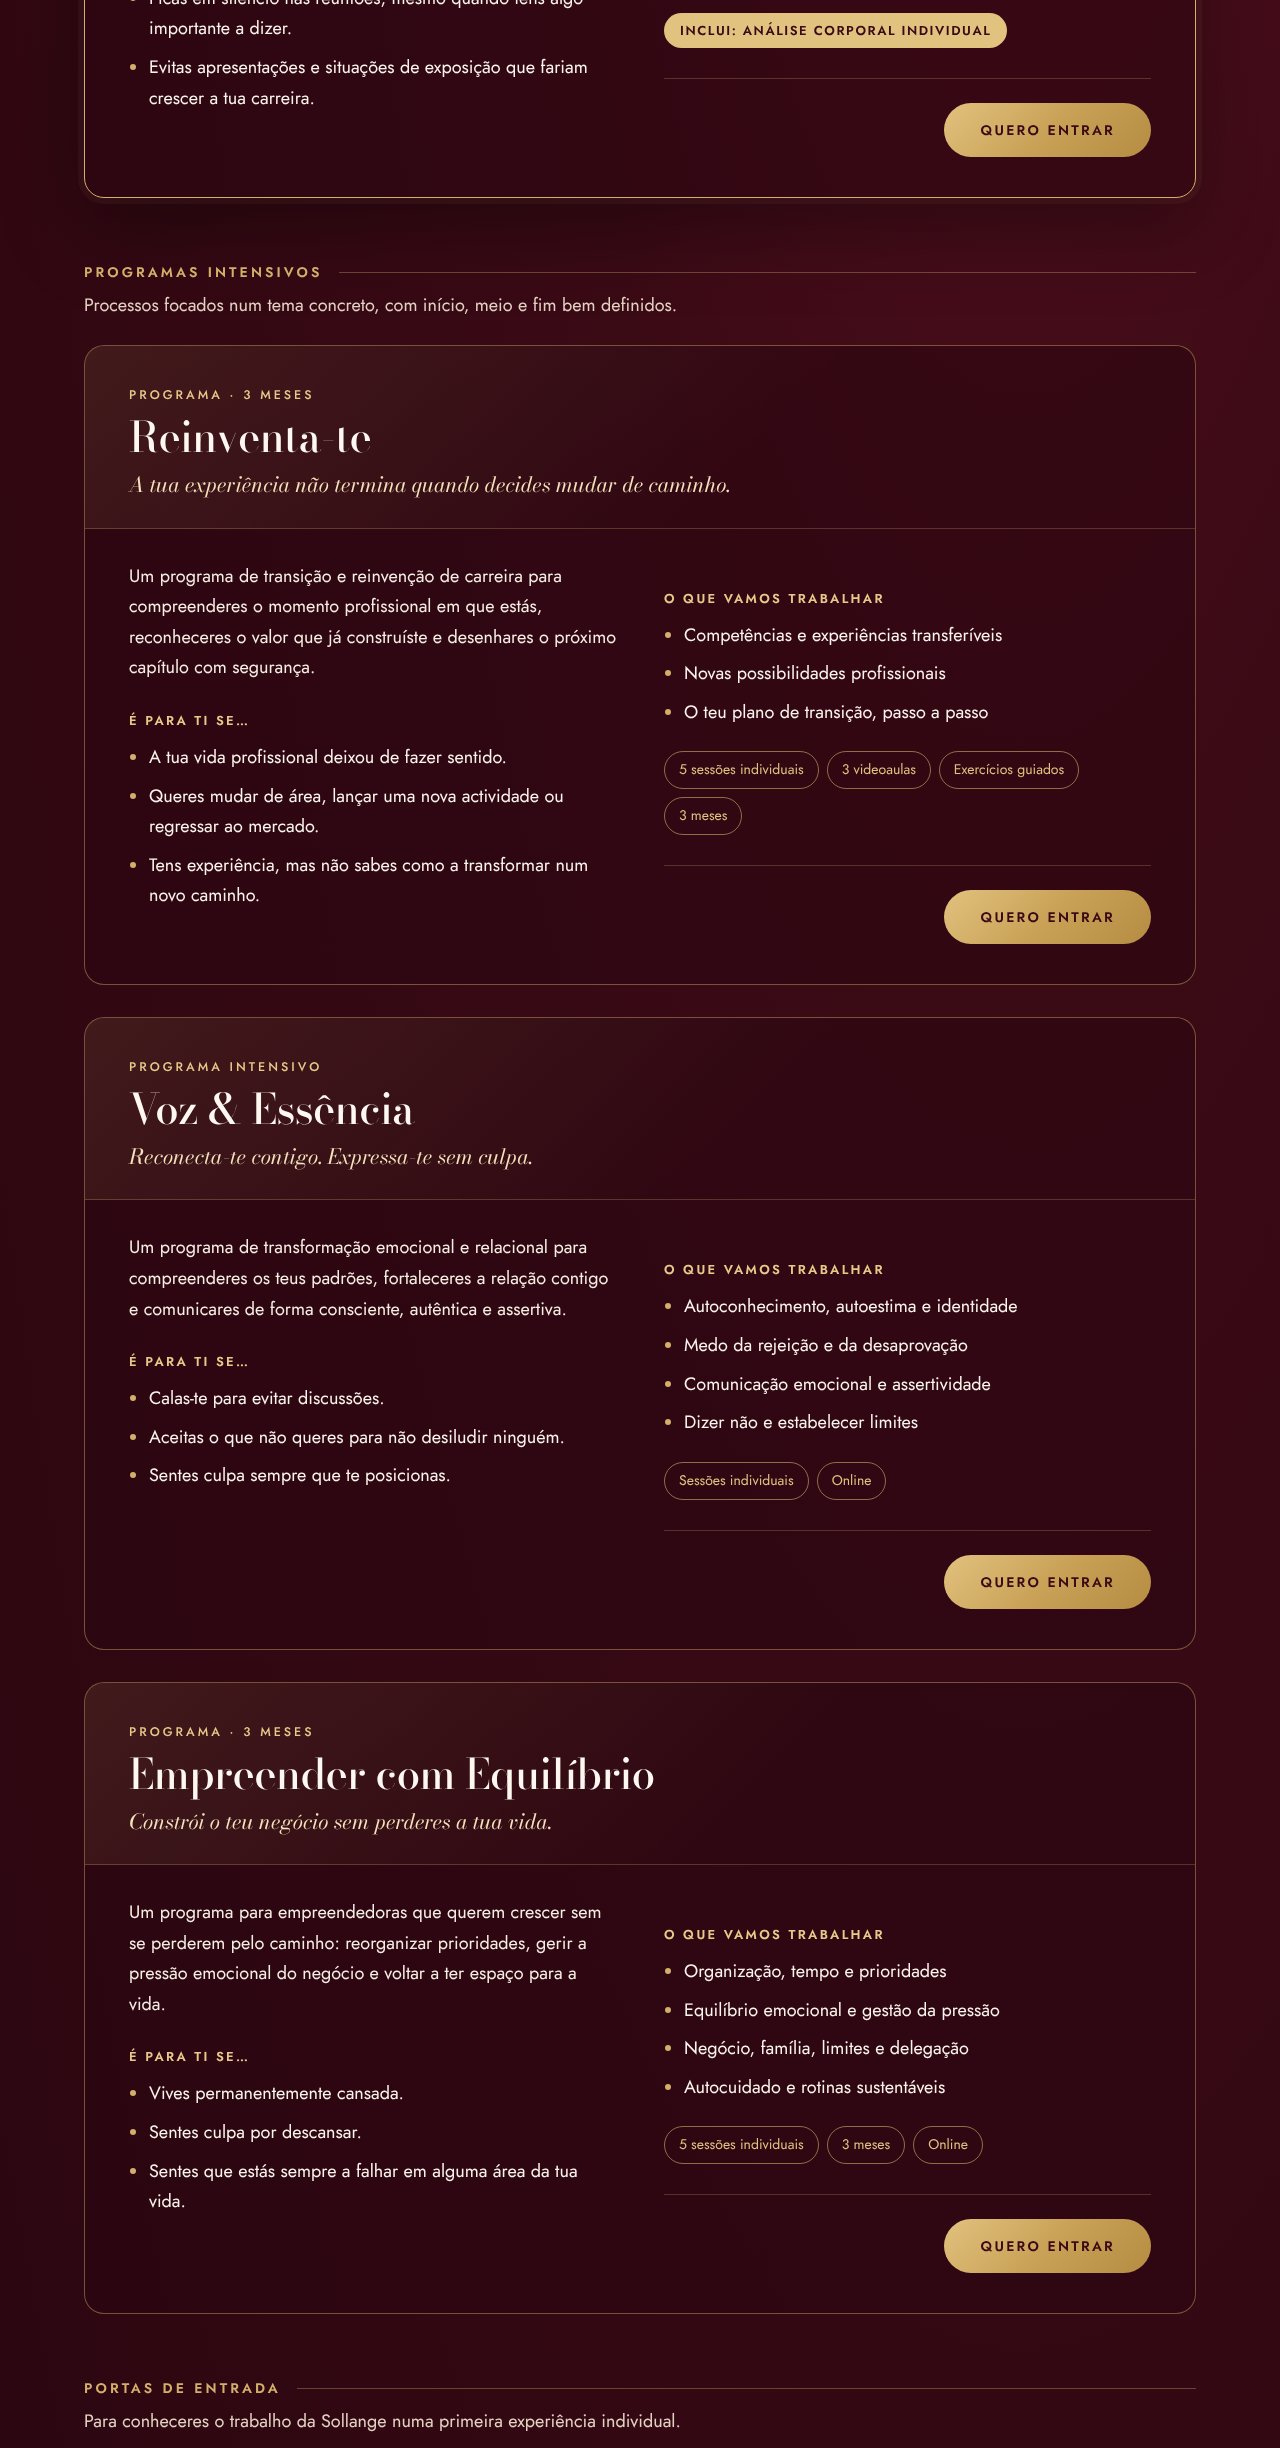 Ficas em silêncio nas reuniões, mesmo quando tens algo
importante a dizer.
Evitas apresentações e situações de exposição que fariam
crescer a tua carreira.
INCLUI: ANÁLISE CORPORAL INDIVIDUAL
QUERO ENTRAR
PROGRAMAS INTENSIVOS
Processos focados num tema concreto, com início, meio e fim bem definidos.
PROGRAMA · 3 MESES
Reinventa-te
A tua experiência não termina quando decides mudar de caminho.
Um programa de transição e reinvenção de carreira para
compreenderes o momento profissional em que estás,
reconheceres o valor que já construíste e desenhares o próximo
capítulo com segurança.
É PARA TI SE…
A tua vida profissional deixou de fazer sentido.
Queres mudar de área, lançar uma nova actividade ou
regressar ao mercado.
Tens experiência, mas não sabes como a transformar num
novo caminho.
O QUE VAMOS TRABALHAR
Competências e experiências transferíveis
Novas possibilidades profissionais
O teu plano de transição, passo a passo
5 sessões individuais
3 videoaulas
Exercícios guiados
3 meses
QUERO ENTRAR
PROGRAMA INTENSIVO
Voz & Essência
Reconecta-te contigo. Expressa-te sem culpa.
Um programa de transformação emocional e relacional para
compreenderes os teus padrões, fortaleceres a relação contigo
e comunicares de forma consciente, autêntica e assertiva.
É PARA TI SE…
Calas-te para evitar discussões.
Aceitas o que não queres para não desiludir ninguém.
Sentes culpa sempre que te posicionas.
O QUE VAMOS TRABALHAR
Autoconhecimento, autoestima e identidade
Medo da rejeição e da desaprovação
Comunicação emocional e assertividade
Dizer não e estabelecer limites
Sessões individuais
Online
QUERO ENTRAR
PROGRAMA · 3 MESES
Empreender com Equilíbrio
Constrói o teu negócio sem perderes a tua vida.
Um programa para empreendedoras que querem crescer sem
se perderem pelo caminho: reorganizar prioridades, gerir a
pressão emocional do negócio e voltar a ter espaço para a
vida.
É PARA TI SE…
Vives permanentemente cansada.
Sentes culpa por descansar.
Sentes que estás sempre a falhar em alguma área da tua
vida.
O QUE VAMOS TRABALHAR
Organização, tempo e prioridades
Equilíbrio emocional e gestão da pressão
Negócio, família, limites e delegação
Autocuidado e rotinas sustentáveis
5 sessões individuais
3 meses
Online
QUERO ENTRAR
PORTAS DE ENTRADA
Para conheceres o trabalho da Sollange numa primeira experiência individual.